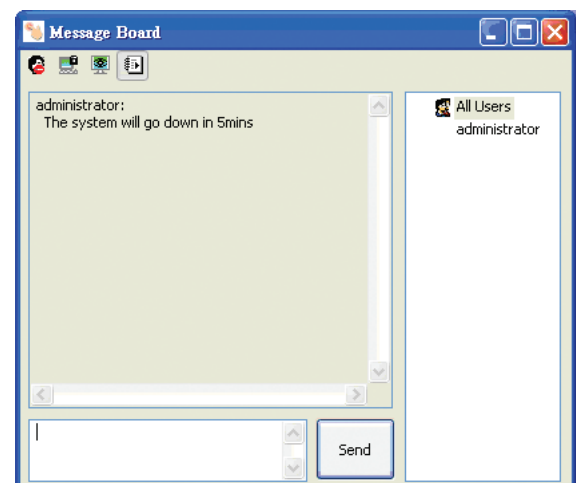 Message Board
administrator:
The system will go down in 5mins
All Users
administrator
Send